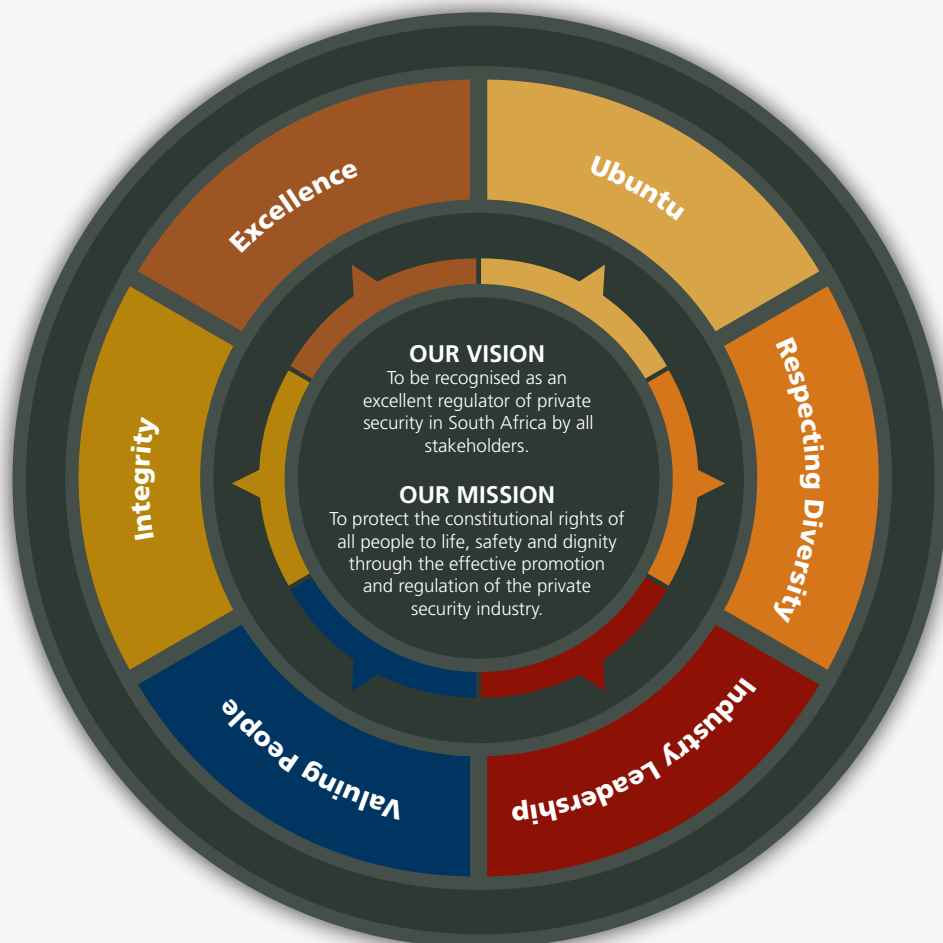 Excellence
Ubuntu
Respecting Diversity
Industry Leadership
Valuing People
Integrity
OUR VISION
To be recognised as an
excellent regulator of private
security in South Africa by all
stakeholders.
OUR MISSION
To protect the constitutional rights of
all people to life, safety and dignity
through the effective promotion
and regulation of the private
security industry.